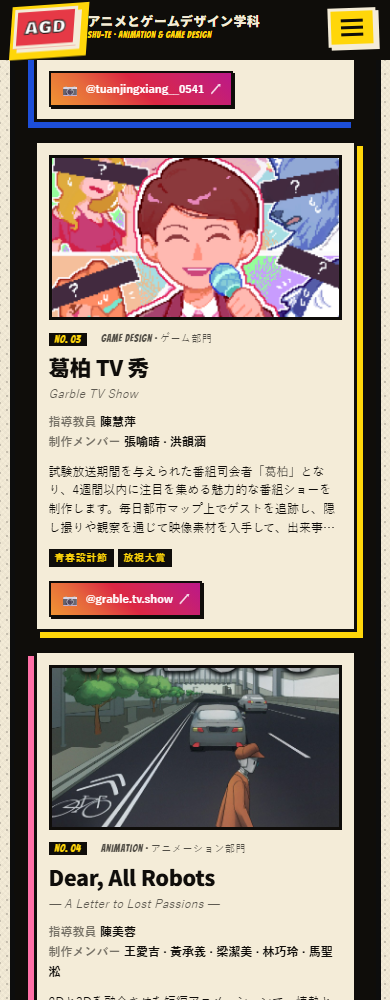 AGD
アニメとゲームデザイン学科
SHU-TE • ANIMATION & GAME DESIGN
@tuanjingxiang__0541 ↗
? ?
? ?
NO. 03 GAME DESIGN • ゲーム部門
葛柏 TV 秀
Garble TV Show
指導教員 陳慧萍
制作メンバー 張喻晴・洪韻涵
試験放送期間を与えられた番組司会者「葛柏」とな
り、4週間以内に注目を集める魅力的な番組ショーを
制作します。毎日都市マップ上でゲストを追跡し、隠
し撮りや観察を通じて映像素材を入手して、出来事…
青春設計節 放視大賞
@grable.tv.show ↗
NO. 04 ANIMATION • アニメーション部門
Dear, All Robots
— A Letter to Lost Passions —
指導教員 陳美蓉
制作メンバー 王愛吉・黃承義・梁潔美・林巧玲・馬聖
淞